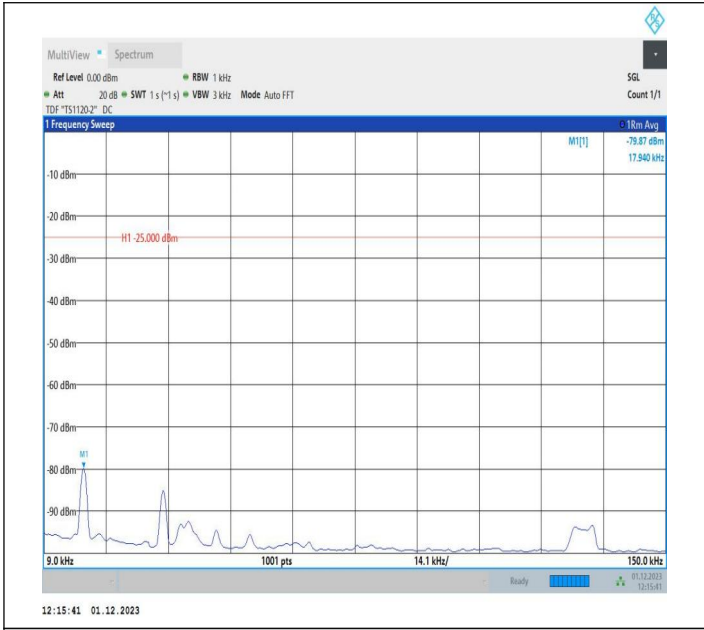 MultiView Spectrum
Ref Level 0.00 dBm RBW 1 kHz SGL
Att 20 dB SWT 1 s (~1 s) VBW 3 kHz Mode Auto FFT Count 1/1
TDF "TS1120-2" DC
1 Frequency Sweep 1Rm Avg
M1[1] -79.87 dBm
17.940 kHz
-10 dBm
-20 dBm
H1 -25.000 dBm
-30 dBm
-40 dBm
-50 dBm
-60 dBm
-70 dBm
M1
-80 dBm
-90 dBm
9.0 kHz 1001 pts 14.1 kHz/ 150.0 kHz
Ready 01.12.2023
12:15:41
12:15:41 01.12.2023